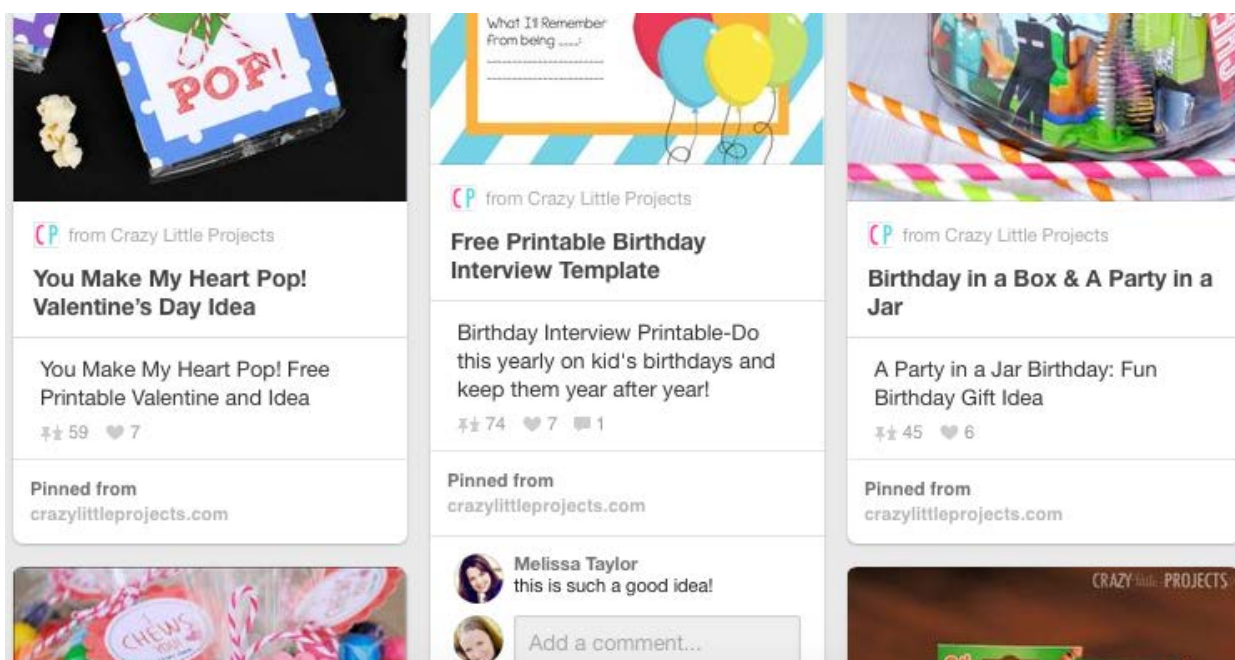 POP!
CP from Crazy Little Projects
You Make My Heart Pop!
Valentine's Day Idea
You Make My Heart Pop! Free
Printable Valentine and Idea
59 7
Pinned from
crazylittleprojects.com
CHEWS
YOU!
What I'll Remember
from being .....:
CP from Crazy Little Projects
Free Printable Birthday
Interview Template
Birthday Interview Printable-Do
this yearly on kid's birthdays and
keep them year after year!
74 7 1
Pinned from
crazylittleprojects.com
Melissa Taylor
this is such a good idea!
Add a comment...
CP from Crazy Little Projects
Birthday in a Box & A Party in a
Jar
A Party in a Jar Birthday: Fun
Birthday Gift Idea
45 6
Pinned from
crazylittleprojects.com
CRAZY little PROJECTS